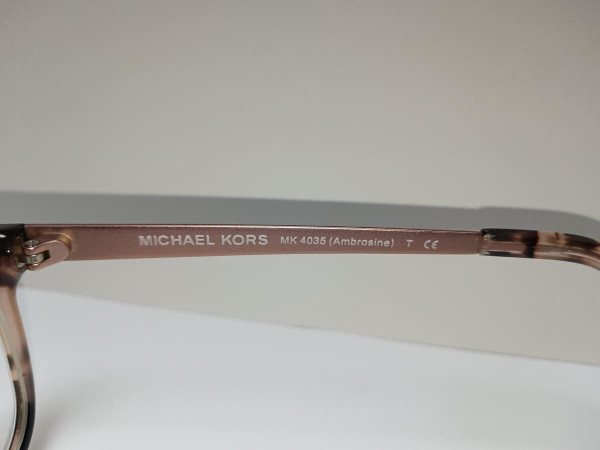 MICHAEL KORS MK 4035 (Ambrosine) T CE